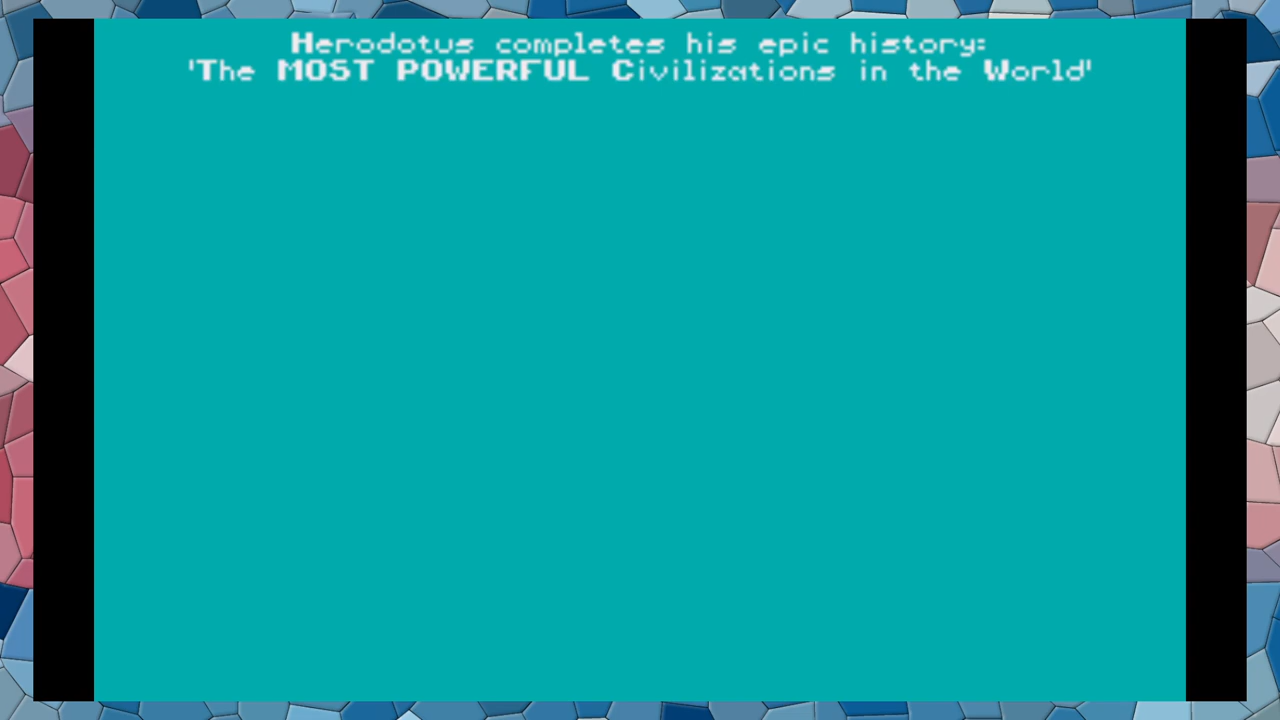 Herodotus completes his epic history:
'The MOST POWERFUL Civilizations in the World'